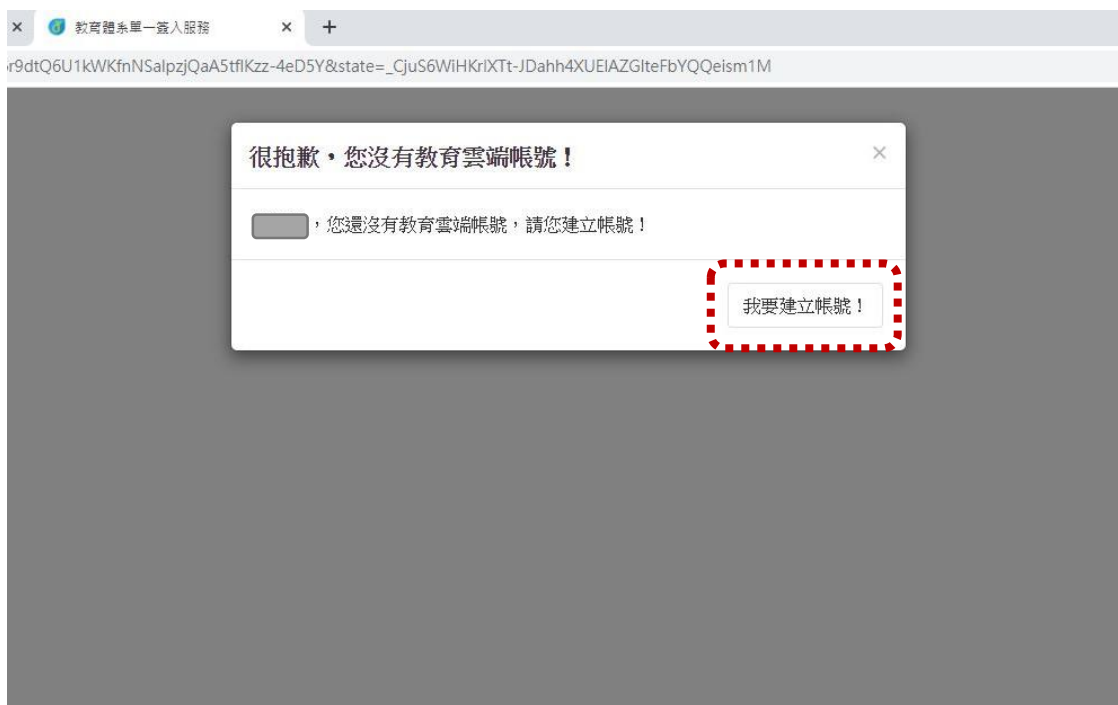 教育體系單一簽入服務
r9dtQ6U1kWKfnNSalpzjQaA5tflKzz-4eD5Y&state=_CjuS6WiHKrlXTt-JDahh4XUElAZGlteFbYQQeism1M
很抱歉，您沒有教育雲端帳號！
，您還沒有教育雲端帳號，請您建立帳號！
我要建立帳號！